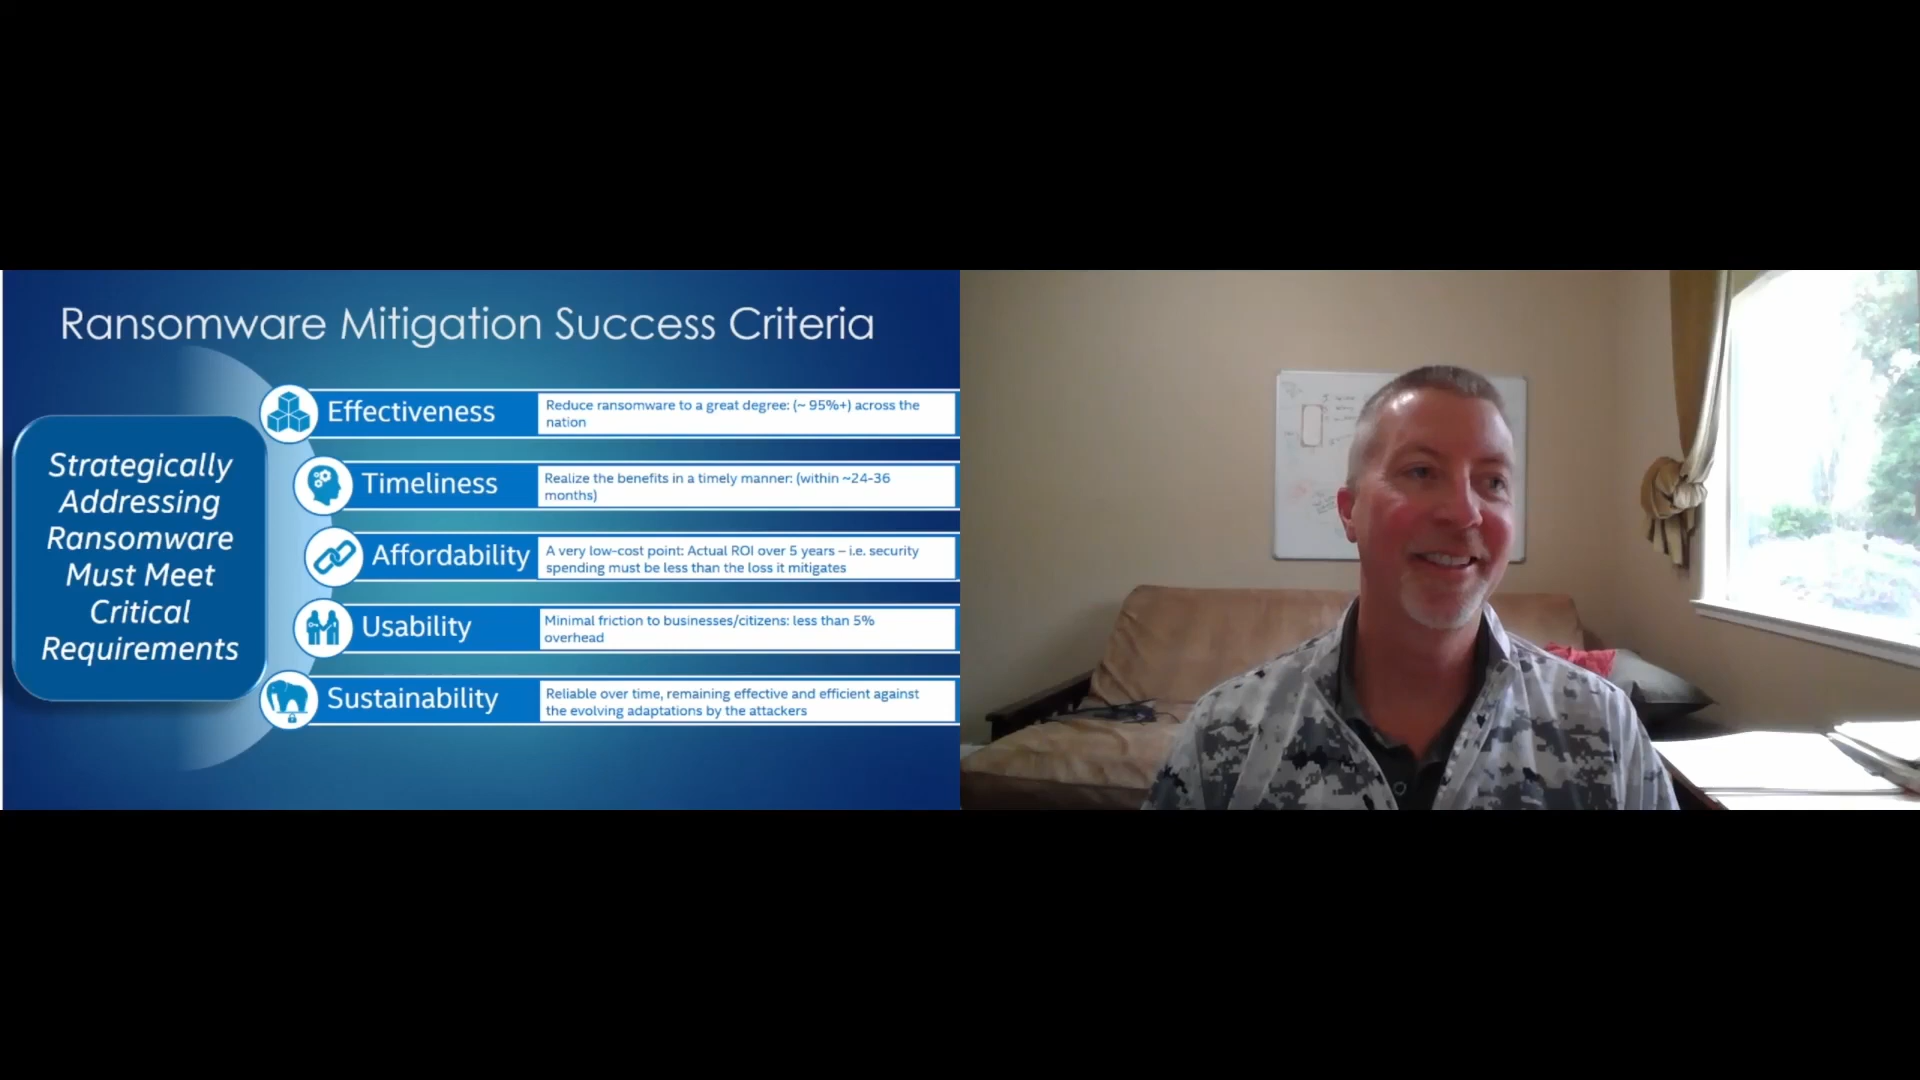 Ransomware Mitigation Success Criteria
Strategically
Addressing
Ransomware
Must Meet
Critical
Requirements
Effectiveness
Reduce ransomware to a great degree: (~ 95%+) across the
nation
Timeliness
Realize the benefits in a timely manner: (within ~24-36
months)
Affordability
A very low-cost point: Actual ROI over 5 years – i.e. security
spending must be less than the loss it mitigates
Usability
Minimal friction to businesses/citizens: less than 5%
overhead
Sustainability
Reliable over time, remaining effective and efficient against
the evolving adaptations by the attackers